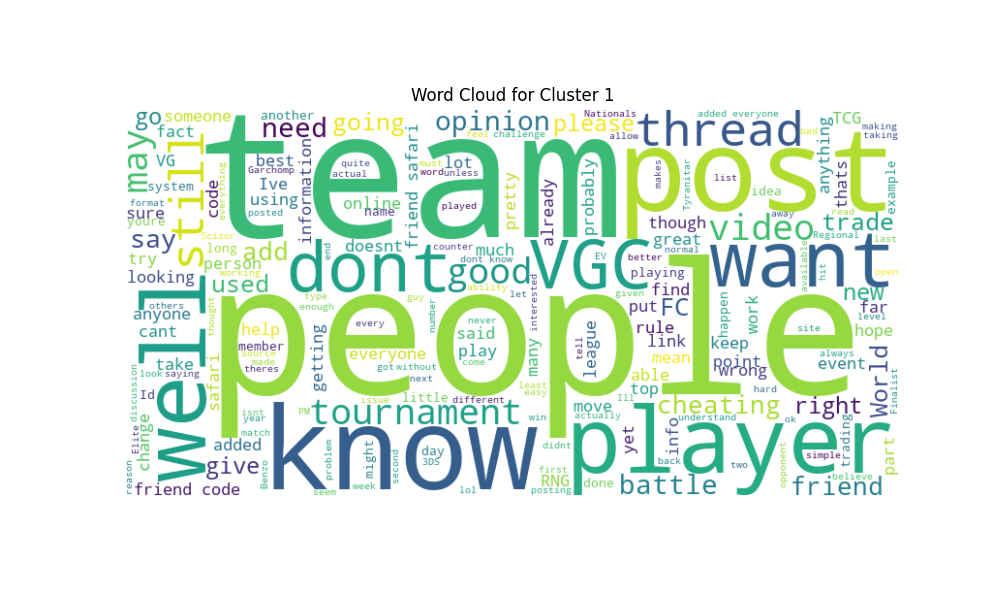 Word Cloud for Cluster 1
go
someone
another
need
going
opinion
please
Nationals
allow
thread
added everyone
bad
TCG
making
taking
may
fact
still
team
post
feel
challenge
VG
best
Garchomp
Ive
using
system
format
youre
sure
code
everything
information
quite
actual
online
name
friend safari
lot
must
word
unless
played
pretty
already
probably
makes
list
Tyranitar
idea
anything
thats
example
posted
say
Scizor
long
person
try
looking
add
working
used
well
dont
end
doesnt
counter
dont know
much
good
VGC
EV
though
great
better
normal
playing
find
video
away
trade
read
Regional
last
want
available
hit
open
new
far
level
others
anyone
cant
take
look
saying
thought
type
enough
guy
number
ability
let
never
many
interested
given
put
FC
rule
link
happen
work
keep
site
always
hope
event
people
help
member
source
made
theres
every
getting
everyone
got
without
said
play
come
next
league
tell
mean
able
top
point
wrong
hard
World
Finalist
safari
Id
discussion
change
isnt
year
added
give
PM
issue
little
different
least
easy
tournament
win
move
Ill
actually
cheating
yet
info
understand
right
ok
trading
believe
part
reason
Elite
match
friend code
Benzo
know
problem
seem
might
week
day
3DS
second
lol
posting
didnt
first
RNG
done
player
back
two
battle
opponent
simple
friend